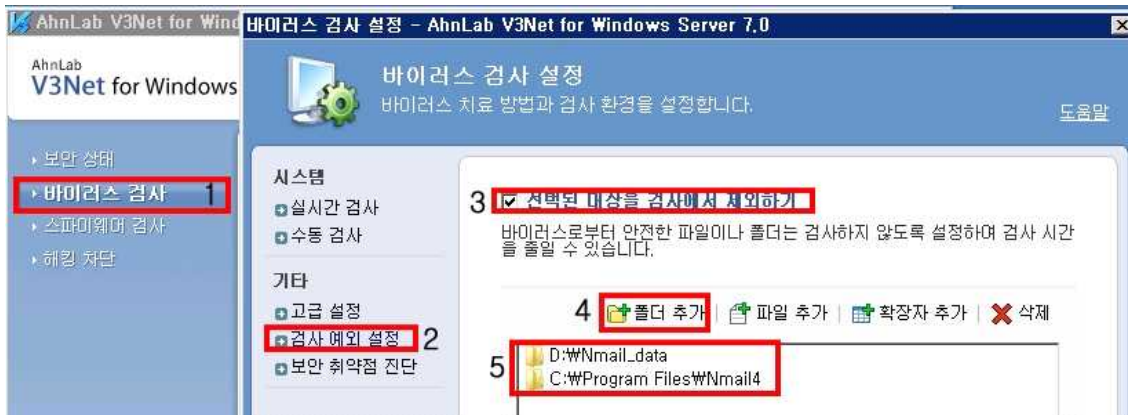 AhnLab V3Net for Wind
바이러스 검사 설정 - AhnLab V3Net for Windows Server 7.0
AhnLab
V3Net for Windows
바이러스 검사 설정
바이러스 치료 방법과 검사 환경을 설정합니다.
도움말
보안 상태
바이러스 검사 1
스파이웨어 검사
해킹 차단
시스템
실시간 검사
수동 검사
기타
고급 설정
검사 예외 설정 2
보안 취약점 진단
3 선택된 대상을 검사에서 제외하기
바이러스로부터 안전한 파일이나 폴더는 검사하지 않도록 설정하여 검사 시간
을 줄일 수 있습니다.
4 폴더 추가 | 파일 추가 | 확장자 추가 | 삭제
5
D:₩Nmail_data
C:₩Program Files₩Nmail4